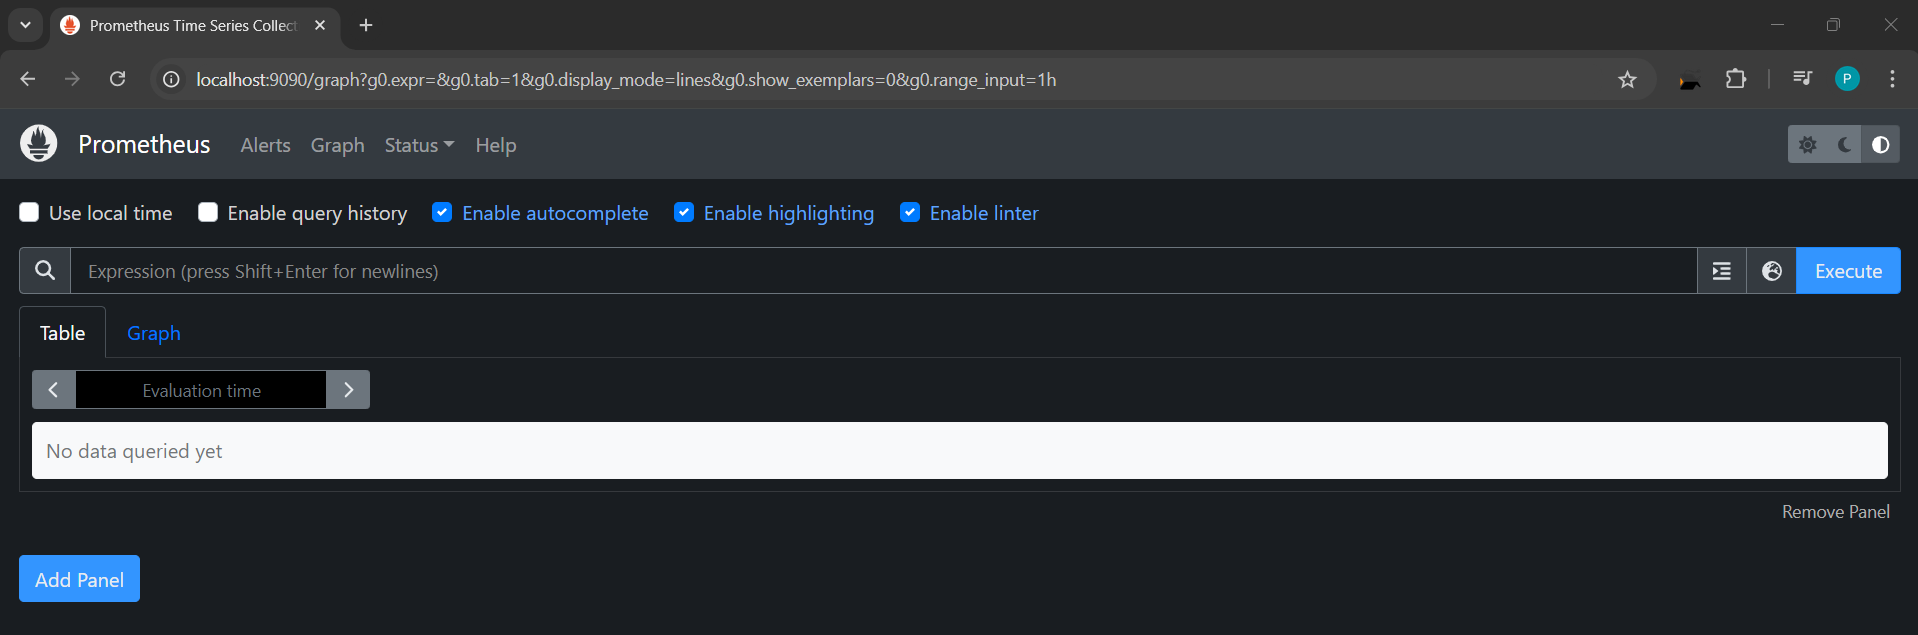 Prometheus Time Series Collect
localhost:9090/graph?g0.expr=&g0.tab=1&g0.display_mode=lines&g0.show_exemplars=0&g0.range_input=1h
P
Prometheus Alerts Graph Status Help
Use local time Enable query history Enable autocomplete Enable highlighting Enable linter
Expression (press Shift+Enter for newlines) Execute
Table Graph
Evaluation time
No data queried yet
Remove Panel
Add Panel